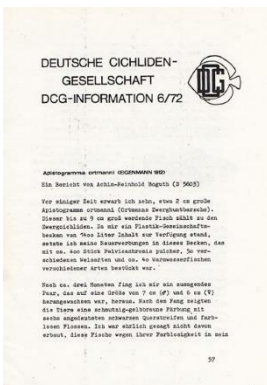 DEUTSCHE CICHLIDEN-
GESELLSCHAFT
DCG-INFORMATION 6/72
DCG
Apistogramma ortmanni (EIGENMANN 1912)
Ein Bericht von Achim-Reinhold Boguth (D 5603)
Vor einiger Zeit erwarb ich zehn, etwa 2 cm große
Apistogramma ortmanni (Ortmanns Zwergbuntbarsche).
Dieser bis zu 9 cm groß werdende Fisch zählt zu den
Zwergcichliden. Da mir ein Plastik-Gemeinschafts-
becken von 400 Liter Inhalt zur Verfügung stand,
setzte ich meine Neuerwerbungen in dieses Becken, das
mit ca. 400 Stück Pelvicachromis pulcher, 30 ver-
schiedenen Welsarten und ca. 40 Warmwasserfischen
verschiedener Arten bestückt war.
Nach ca. drei Monaten fing ich mir ein zusagendes
Paar, das auf eine Größe von 7 cm (♂) und 6 cm (♀)
herangewachsen war, heraus. Nach dem Fang zeigten
die Tiere eine schmutzig-gelbraune Färbung mit
sechs angedeuteten schwarzen Querstreifen und farb-
losen Flossen. Ich war ehrlich gesagt nicht davon
erbaut, diese Fische wegen ihrer Farblosigkeit in mein
37